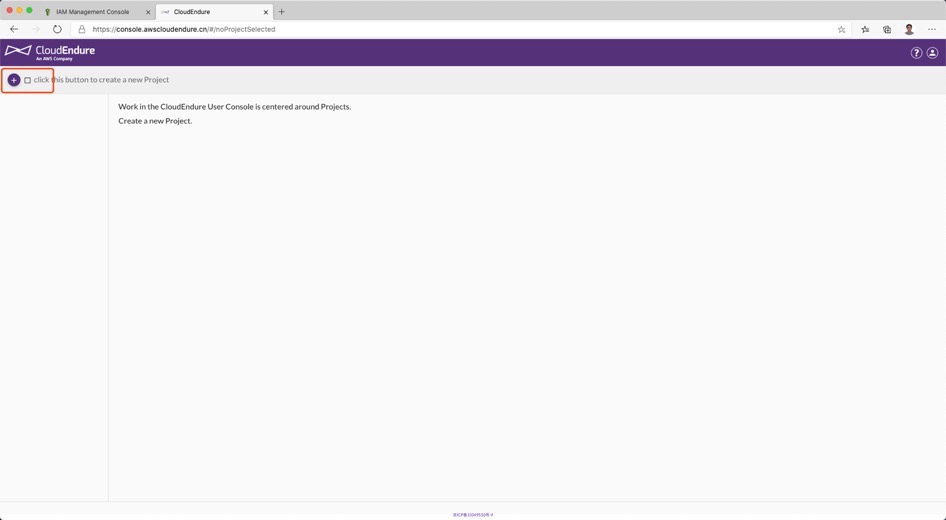 IAM Management Console
CloudEndure
https://console.awscloudendure.cn/#/noProjectSelected
CloudEndure
An AWS Company
click this button to create a new Project
Work in the CloudEndure User Console is centered around Projects.
Create a new Project.